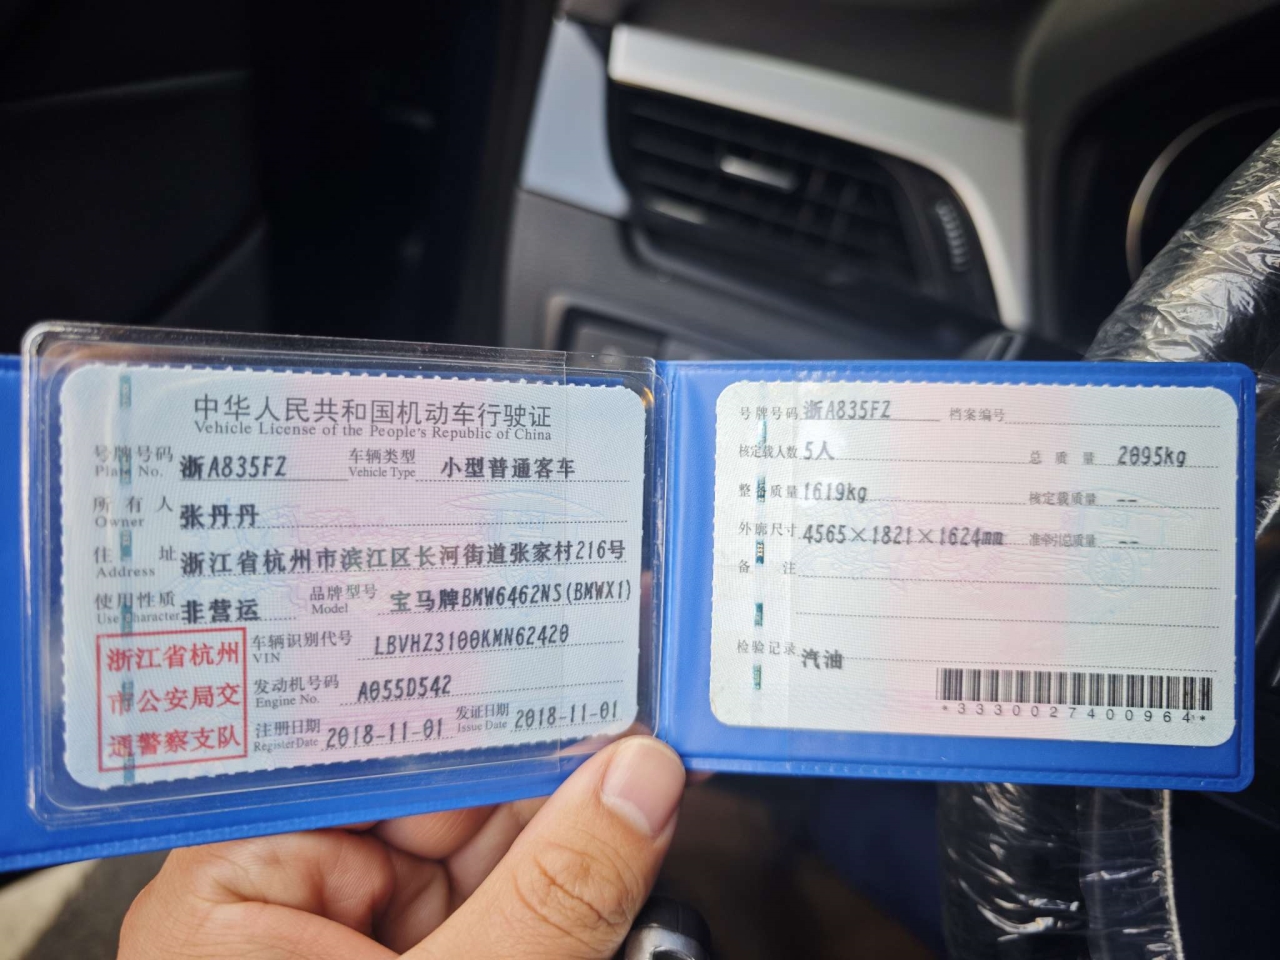 中华人民共和国机动车行驶证
Vehicle License of the People's Republic of China
号牌号码 浙A835FZ 车辆类型 小型普通客车
Plate No. Vehicle Type
所有人 张丹丹
Owner
住址 浙江省杭州市滨江区长河街道张家村216号
Address
使用性质 非营运 品牌型号 宝马牌BMW6462NS(BMWX1)
Use Character Model
浙江省杭州
市公安局交
通警察支队
车辆识别代号 LBVHZ3100KMN62420
VIN
发动机号码 A055D542
Engine No.
注册日期 2018-11-01 发证日期 2018-11-01
Register Date Issue Date
号牌号码 浙A835FZ 档案编号
核定载人数 5人 总质量 2095kg
整备质量 1619kg 核定载质量 --
外廓尺寸 4565×1821×1624mm 准牵引总质量 --
备注
检验记录 汽油
*3330027400964*